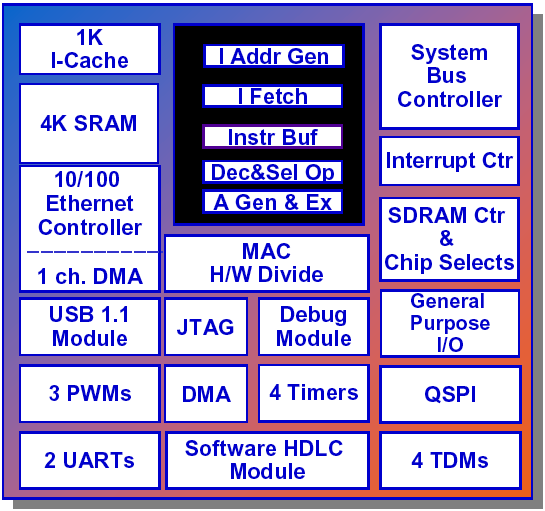 1K
I-Cache
4K SRAM
10/100
Ethernet
Controller
1 ch. DMA
USB 1.1
Module
3 PWMs
2 UARTs
I Addr Gen
I Fetch
Instr Buf
Dec&Sel Op
A Gen & Ex
MAC
H/W Divide
JTAG
Debug
Module
DMA
4 Timers
Software HDLC
Module
System
Bus
Controller
Interrupt Ctr
SDRAM Ctr
&
Chip Selects
General
Purpose
I/O
QSPI
4 TDMs